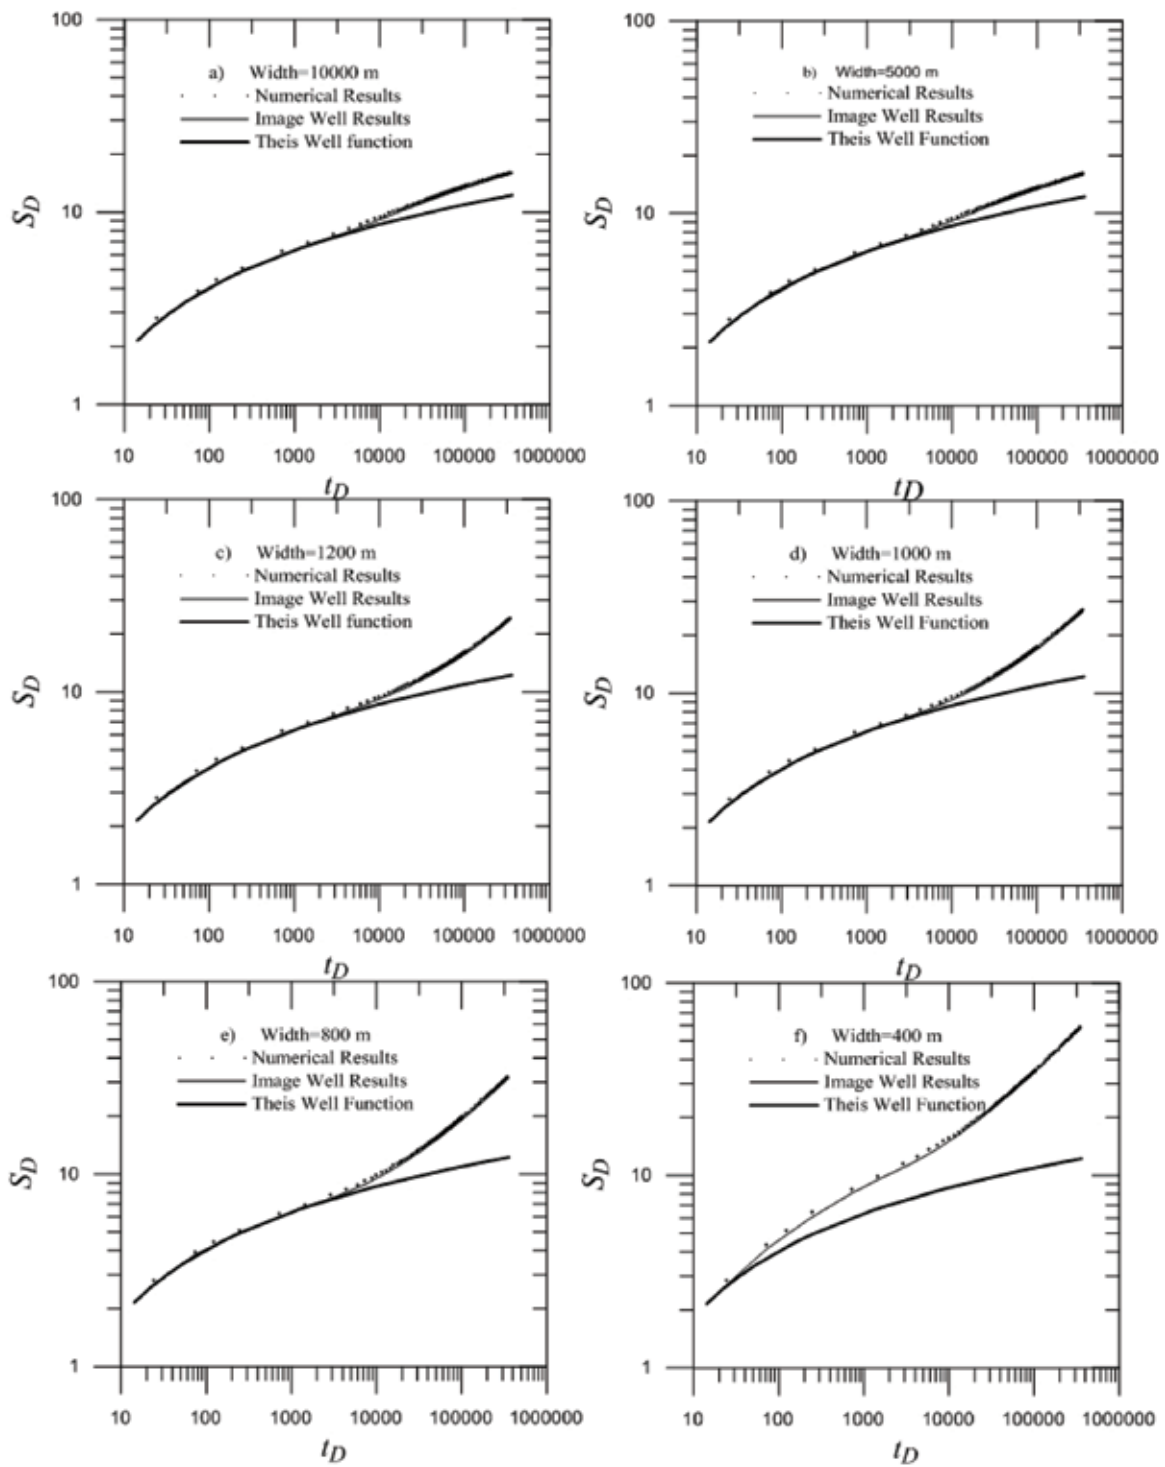 100
a) Width=10000 m
Numerical Results
Image Well Results
Theis Well function
S_D
10
1
10 100 1000 10000 100000 1000000
t_D
100
b) Width=5000 m
Numerical Results
Image Well Results
Theis Well Function
S_D
10
1
10 100 1000 10000 100000 1000000
t_D
100
c) Width=1200 m
Numerical Results
Image Well Results
Theis Well function
S_D
10
1
10 100 1000 10000 100000 1000000
t_D
100
d) Width=1000 m
Numerical Results
Image Well Results
Theis Well Function
S_D
10
1
10 100 1000 10000 100000 1000000
t_D
100
e) Width=800 m
Numerical Results
Image Well Results
Theis Well Function
S_D
10
1
10 100 1000 10000 100000 1000000
t_D
100
f) Width=400 m
Numerical Results
Image Well Results
Theis Well Function
S_D
10
1
10 100 1000 10000 100000 1000000
t_D